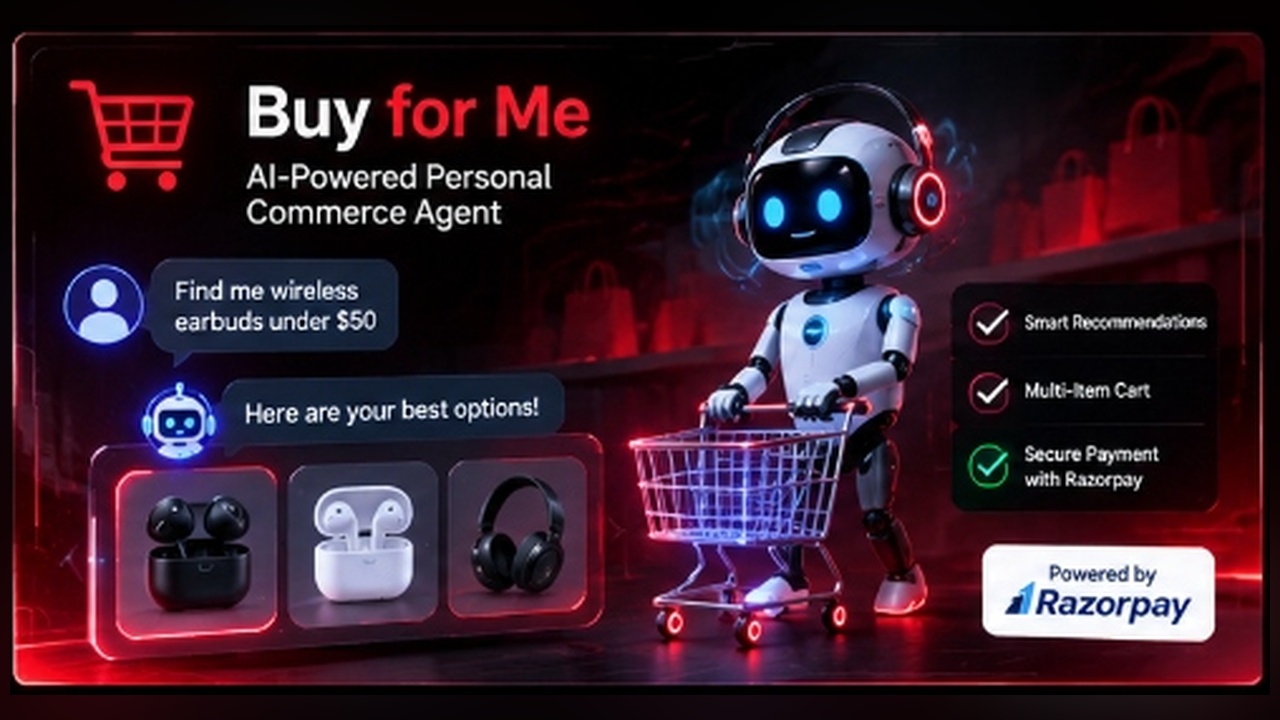 Buy for Me
AI-Powered Personal
Commerce Agent
Find me wireless
earbuds under $50
Here are your best options!
Smart Recommendations
Multi-Item Cart
Secure Payment
with Razorpay
Powered by
Razorpay